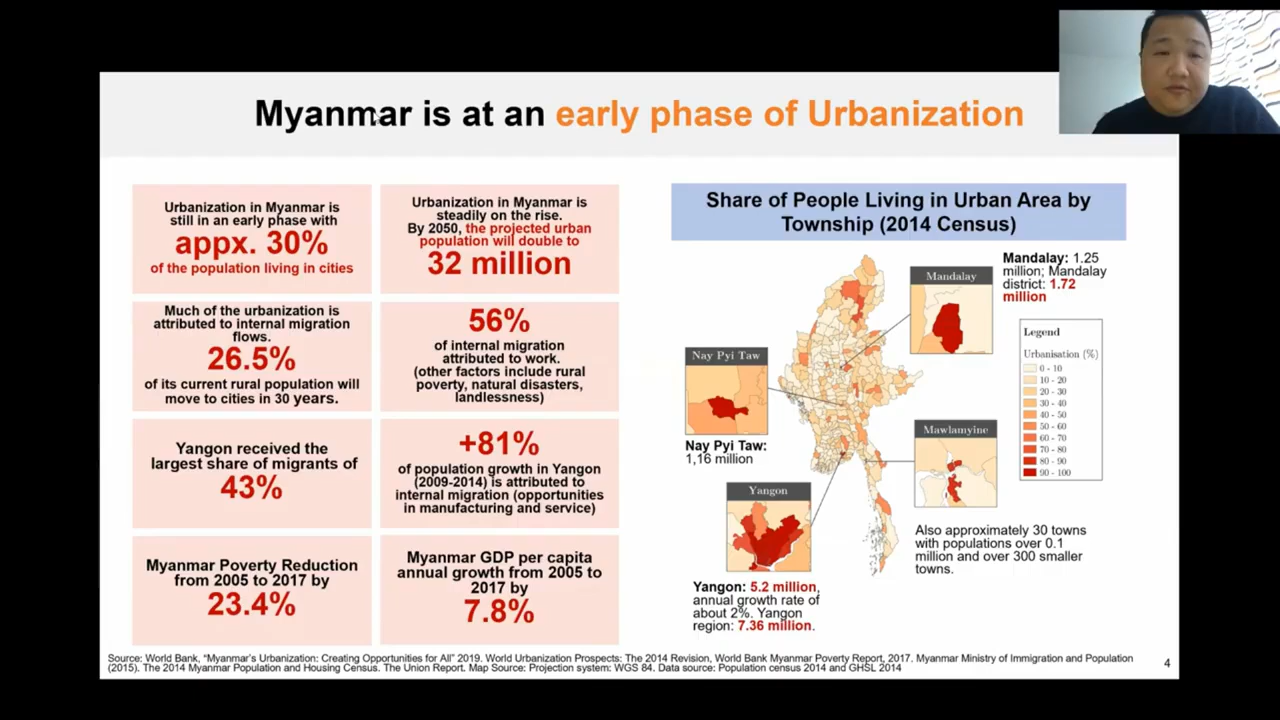 Myanmar is at an early phase of Urbanization
Urbanization in Myanmar is
still in an early phase with
appx. 30%
of the population living in cities
Urbanization in Myanmar is
steadily on the rise.
By 2050, the projected urban
population will double to
32 million
Much of the urbanization is
attributed to internal migration
flows.
26.5%
of its current rural population will
move to cities in 30 years.
56%
of internal migration
attributed to work.
(other factors include rural
poverty, natural disasters,
landlessness)
Yangon received the
largest share of migrants of
43%
+81%
of population growth in Yangon
(2009-2014) is attributed to
internal migration (opportunities
in manufacturing and service)
Myanmar Poverty Reduction
from 2005 to 2017 by
23.4%
Myanmar GDP per capita
annual growth from 2005 to
2017 by
7.8%
Share of People Living in Urban Area by
Township (2014 Census)
Mandalay
Mandalay: 1.25
million; Mandalay
district: 1.72
million
Legend
Urbanisation (%)
0 - 10
10 - 20
20 - 30
30 - 40
40 - 50
50 - 60
60 - 70
70 - 80
80 - 90
90 - 100
Nay Pyi Taw
Nay Pyi Taw:
1,16 million
Mawlamyine
Yangon
Yangon: 5.2 million,
annual growth rate of
about 2%. Yangon
region: 7.36 million.
Also approximately 30 towns
with populations over 0.1
million and over 300 smaller
towns.
Source: World Bank, “Myanmar’s Urbanization: Creating Opportunities for All” 2019. World Urbanization Prospects: The 2014 Revision, World Bank Myanmar Poverty Report, 2017. Myanmar Ministry of Immigration and Population
(2015). The 2014 Myanmar Population and Housing Census. The Union Report. Map Source: Projection system: WGS 84. Data source: Population census 2014 and GHSL 2014
4